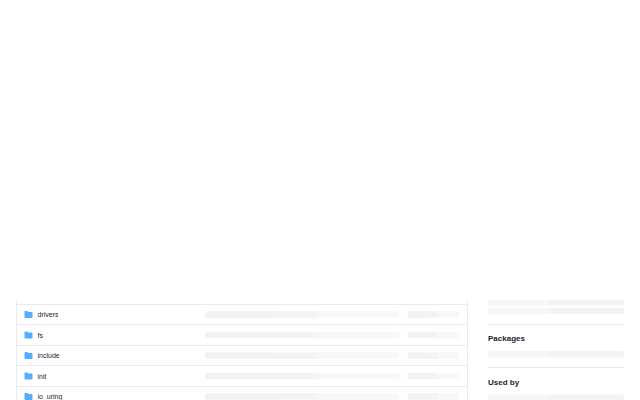 drivers
fs
include
init
io_uring
Packages
Used by